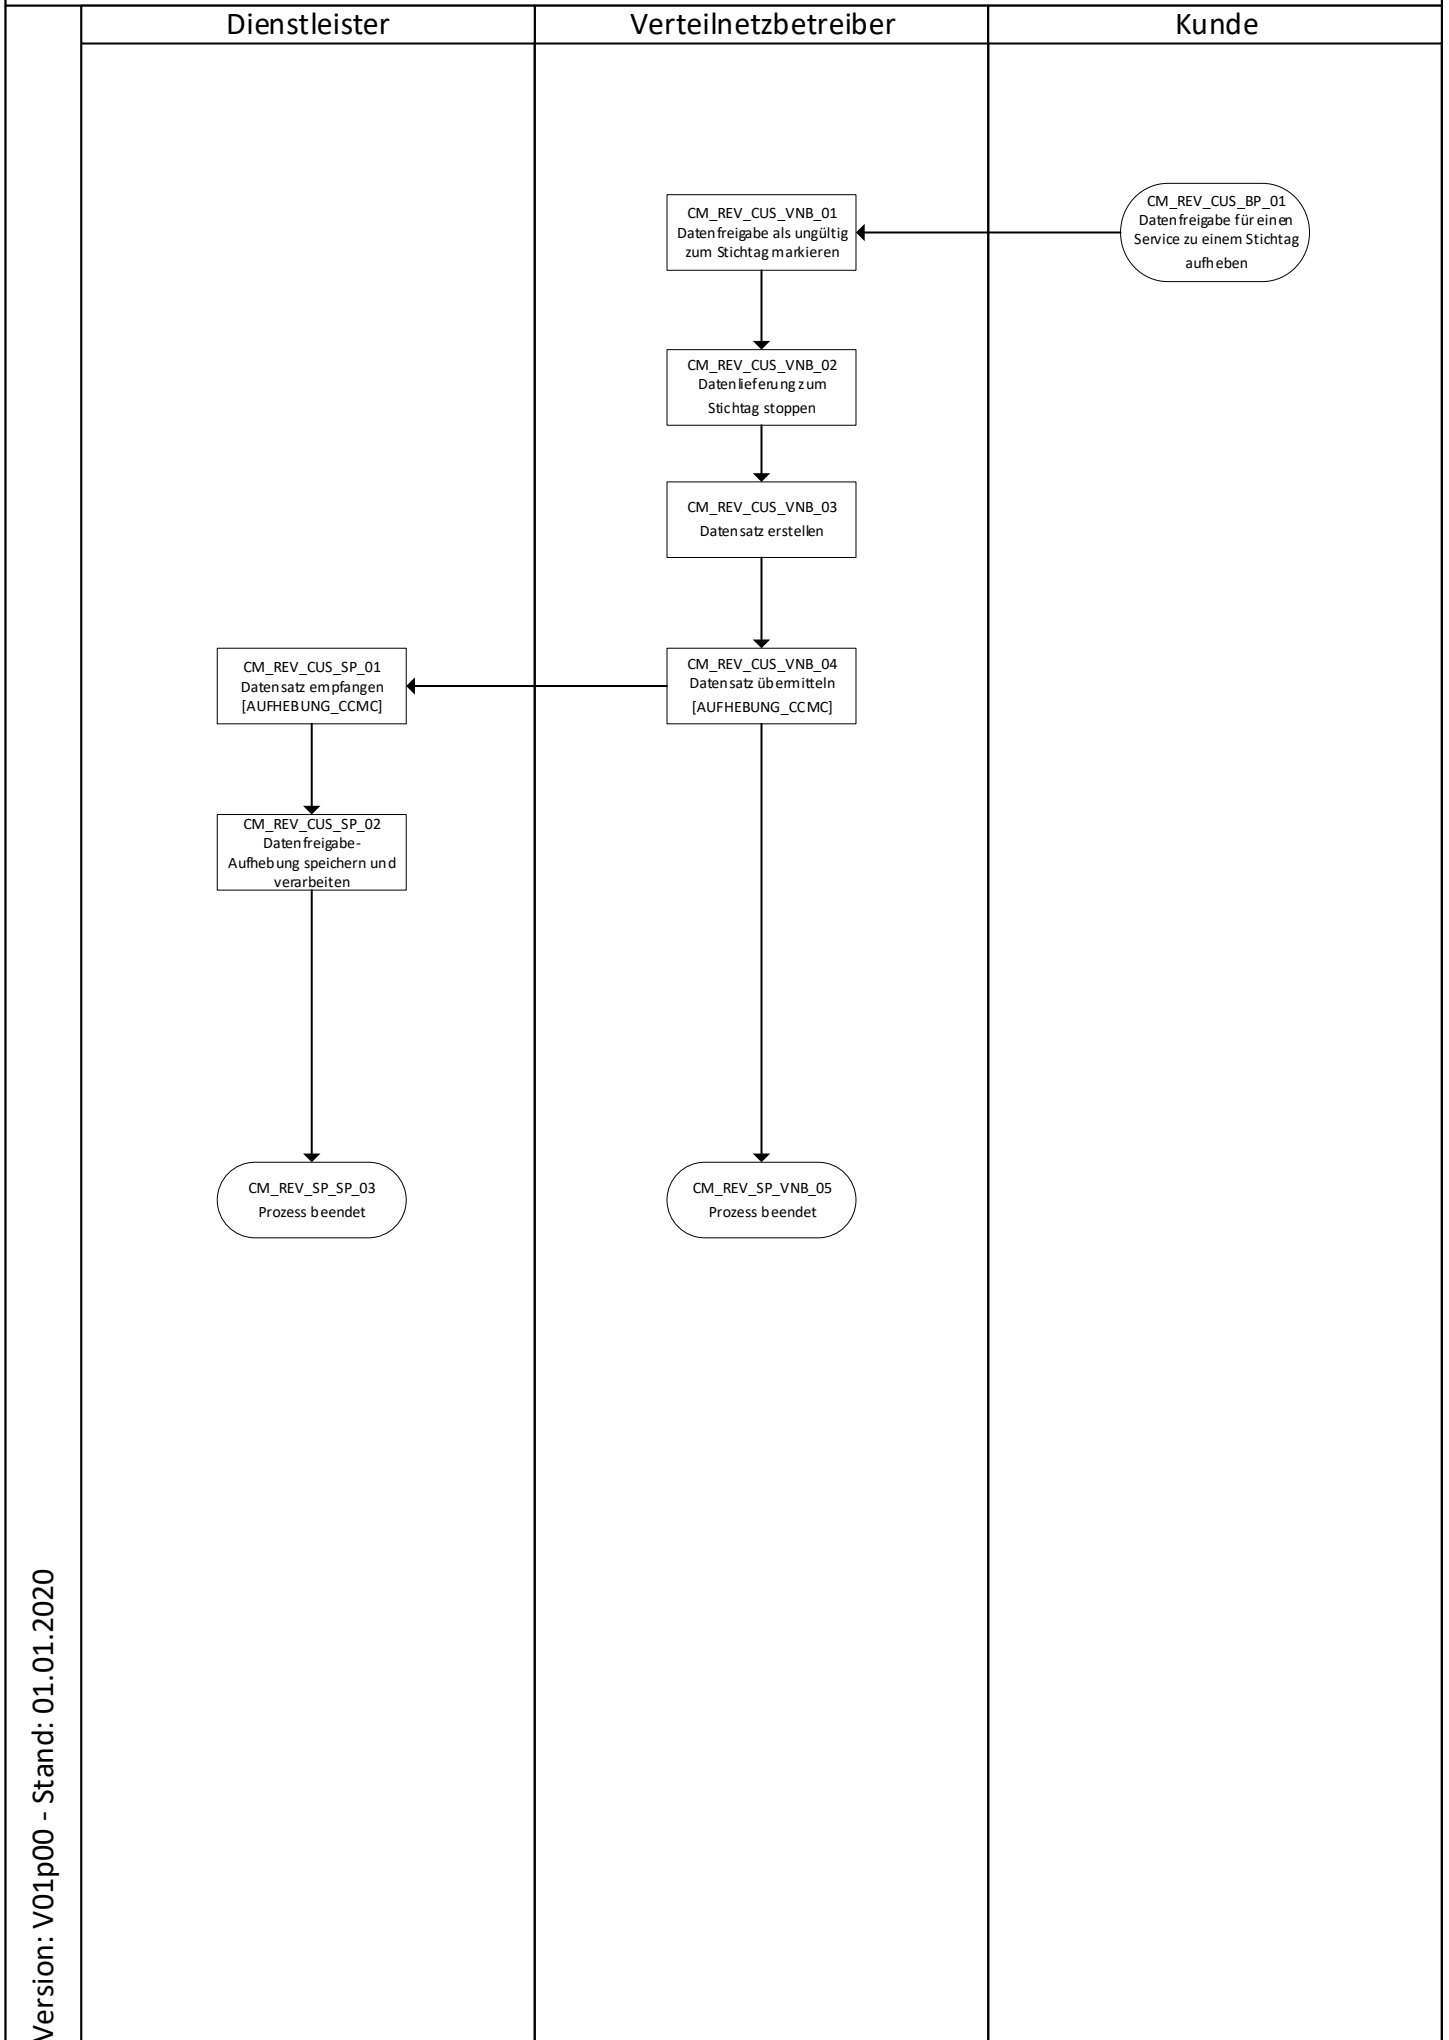 Dienstleister
Verteilnetzbetreiber
Kunde
CM_REV_CUS_BP_01
Datenfreigabe für einen
Service zu einem Stichtag
aufheben
CM_REV_CUS_VNB_01
Datenfreigabe als ungültig
zum Stichtag markieren
CM_REV_CUS_VNB_02
Datenlieferung zum
Stichtag stoppen
CM_REV_CUS_VNB_03
Datensatz erstellen
CM_REV_CUS_VNB_04
Datensatz übermitteln
[AUFHEBUNG_CCMC]
CM_REV_CUS_SP_01
Datensatz empfangen
[AUFHEBUNG_CCMC]
CM_REV_CUS_SP_02
Datenfreigabe-
Aufhebung speichern und
verarbeiten
CM_REV_SP_SP_03
Prozess beendet
CM_REV_SP_VNB_05
Prozess beendet
Version: V01p00 - Stand: 01.01.2020